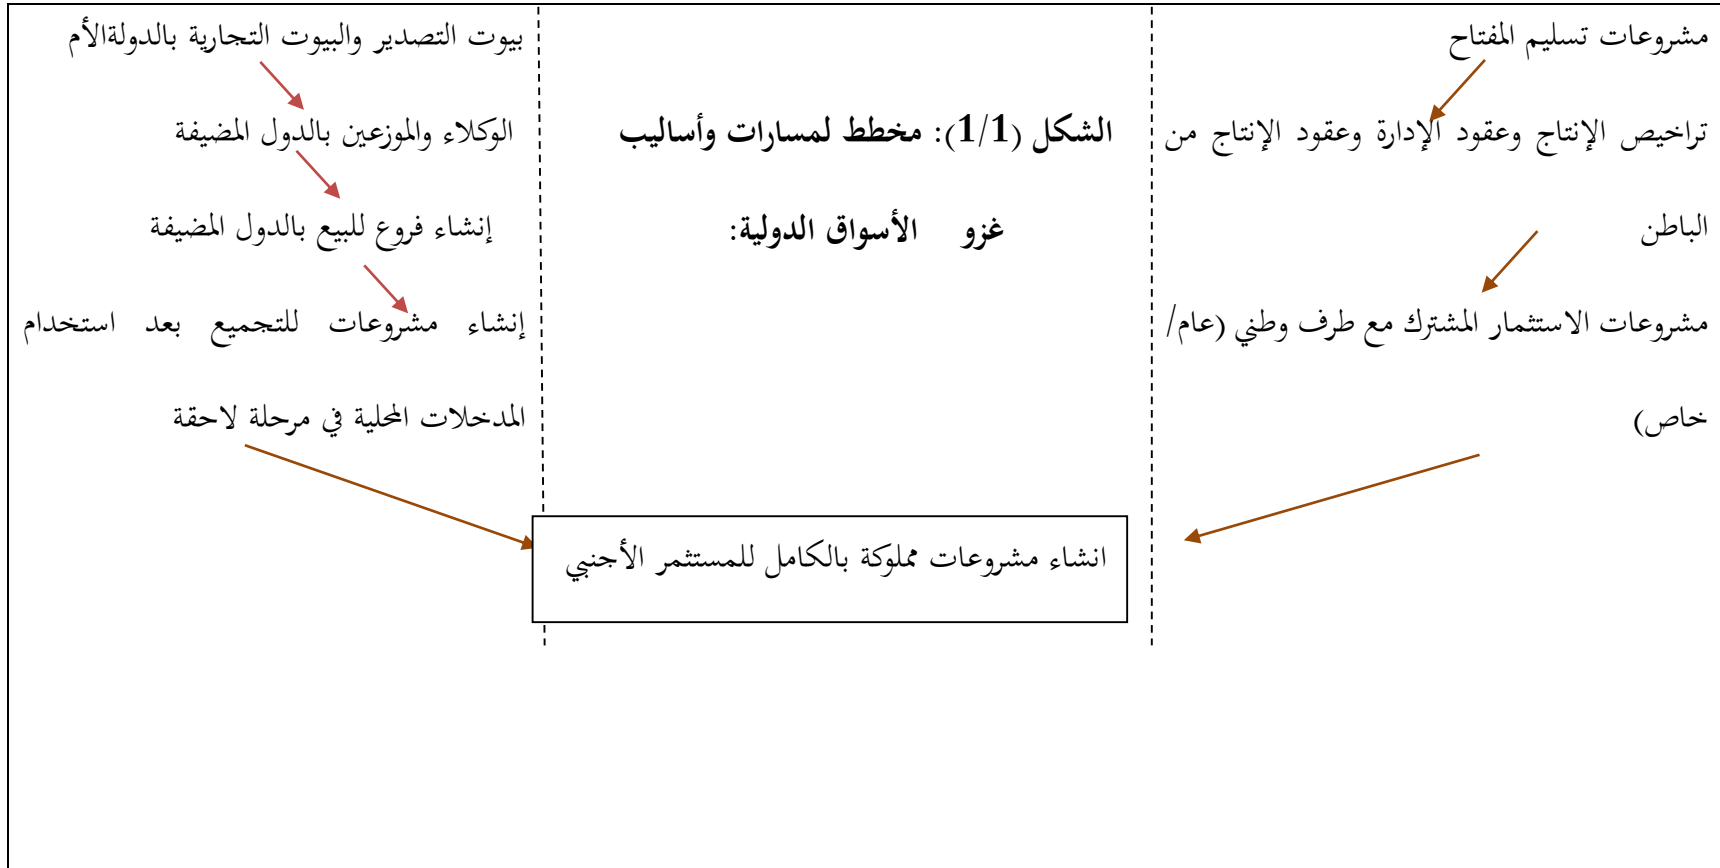 مشروعات تسليم المفتاح
تراخيص الإنتاج وعقود الإدارة وعقود الإنتاج من
الباطن
مشروعات الاستثمار المشترك مع طرف وطني (عام/
خاص)
الشكل (1/1): مخطط لمسارات وأساليب
غزو الأسواق الدولية:
بيوت التصدير والبيوت التجارية بالدولةالأم
الوكلاء والموزعين بالدول المضيفة
إنشاء فروع للبيع بالدول المضيفة
إنشاء مشروعات للتجميع بعد استخدام
المدخلات المحلية في مرحلة لاحقة
انشاء مشروعات مملوكة بالكامل للمستثمر الأجنبي